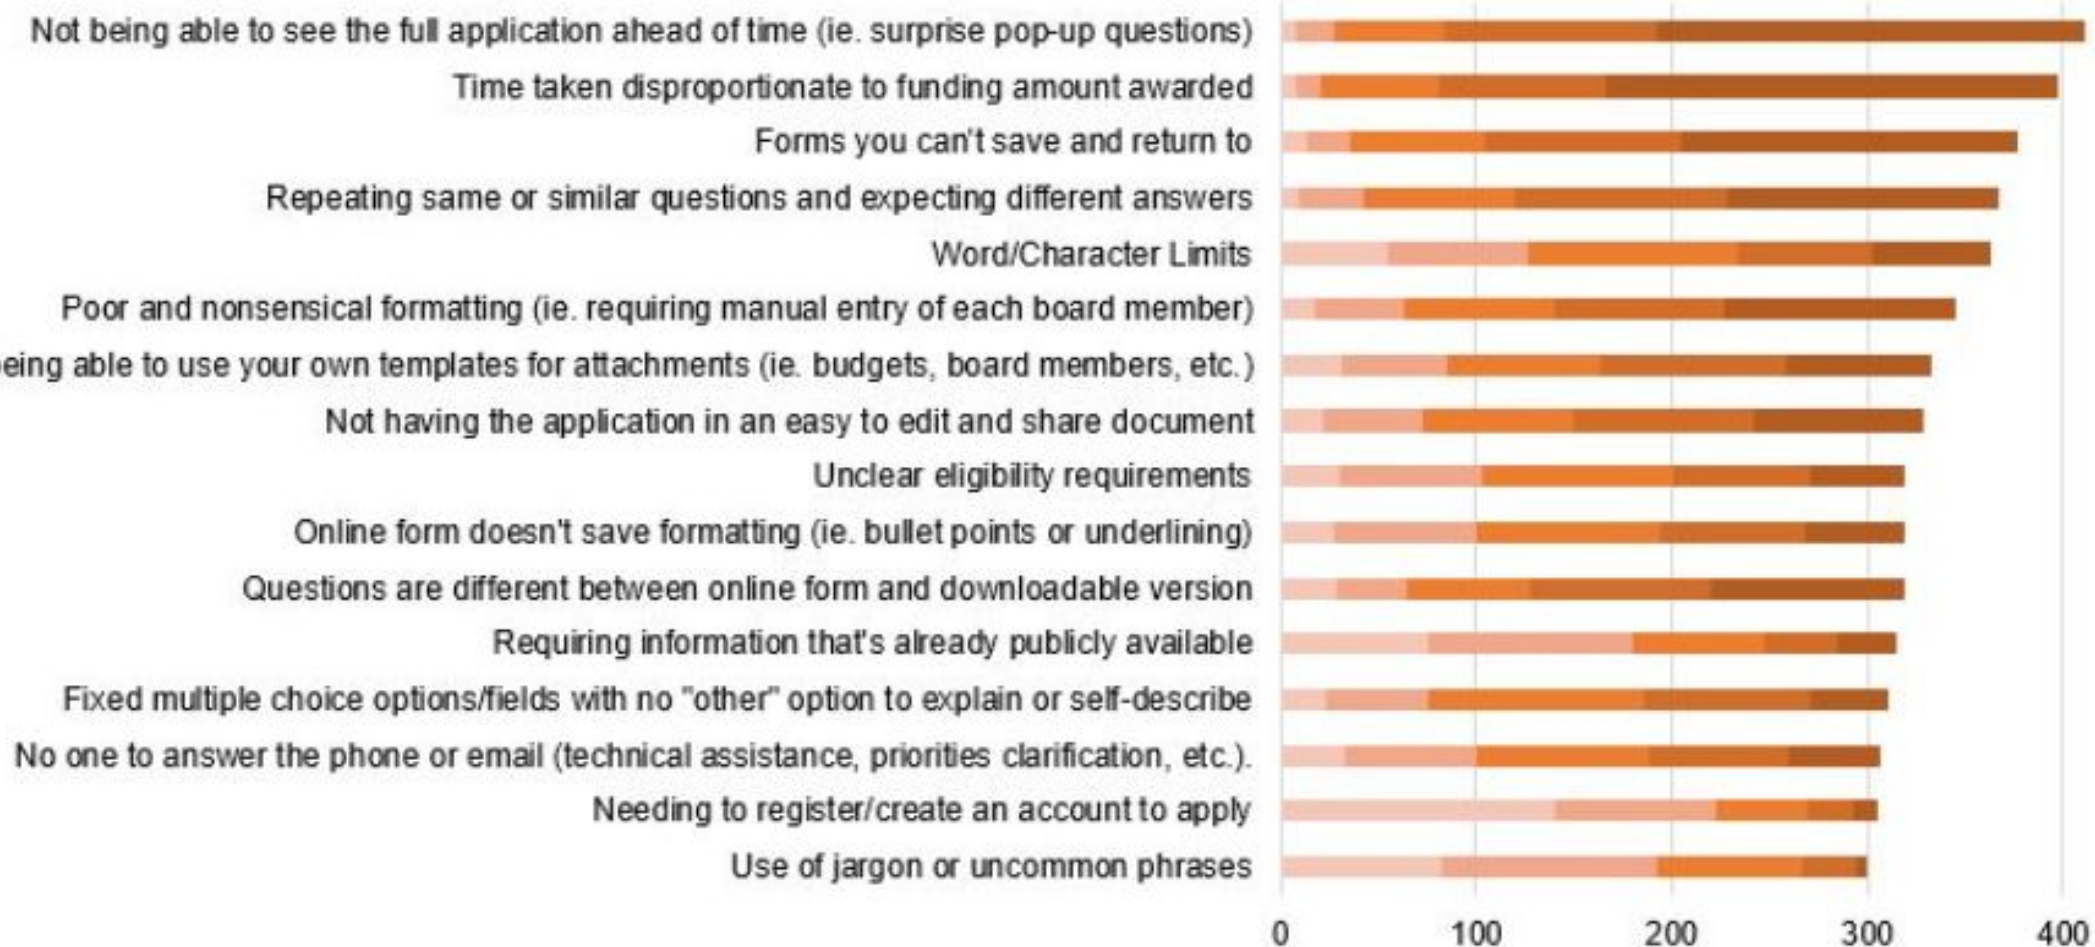 Not being able to see the full application ahead of time (ie. surprise pop-up questions)
Time taken disproportionate to funding amount awarded
Forms you can't save and return to
Repeating same or similar questions and expecting different answers
Word/Character Limits
Poor and nonsensical formatting (ie. requiring manual entry of each board member)
eing able to use your own templates for attachments (ie. budgets, board members, etc.)
Not having the application in an easy to edit and share document
Unclear eligibility requirements
Online form doesn't save formatting (ie. bullet points or underlining)
Questions are different between online form and downloadable version
Requiring information that's already publicly available
Fixed multiple choice options/fields with no "other" option to explain or self-describe
No one to answer the phone or email (technical assistance, priorities clarification, etc.).
Needing to register/create an account to apply
Use of jargon or uncommon phrases
0 100 200 300 400